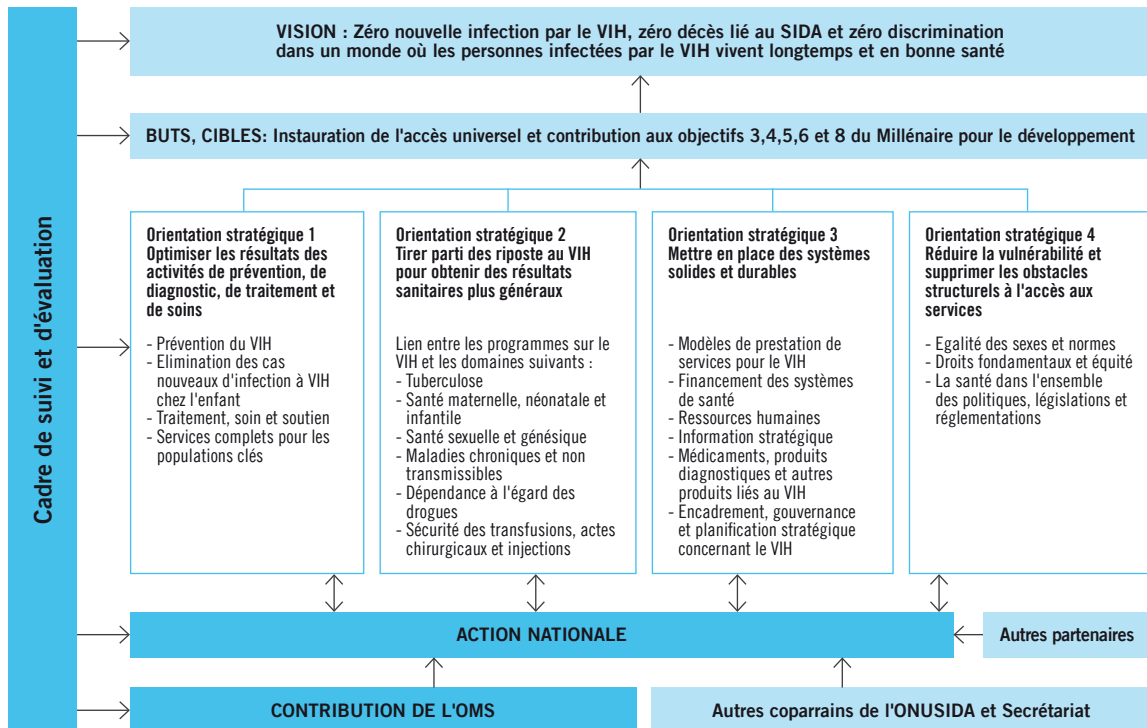 Cadre de suivi et d'évaluation
VISION : Zéro nouvelle infection par le VIH, zéro décès lié au SIDA et zéro discrimination
dans un monde où les personnes infectées par le VIH vivent longtemps et en bonne santé
BUTS, CIBLES: Instauration de l'accès universel et contribution aux objectifs 3,4,5,6 et 8 du Millénaire pour le développement
Orientation stratégique 1
Optimiser les résultats des
activités de prévention, de
diagnostic, de traitement et
de soins
- Prévention du VIH
- Elimination des cas
nouveaux d'infection à VIH
chez l'enfant
- Traitement, soin et soutien
- Services complets pour les
populations clés
Orientation stratégique 2
Tirer parti des riposte au VIH
pour obtenir des résultats
sanitaires plus généraux
Lien entre les programmes sur le
VIH et les domaines suivants :
- Tuberculose
- Santé maternelle, néonatale et
infantile
- Santé sexuelle et génésique
- Maladies chroniques et non
transmissibles
- Dépendance à l'égard des
drogues
- Sécurité des transfusions, actes
chirurgicaux et injections
Orientation stratégique 3
Mettre en place des systèmes
solides et durables
- Modèles de prestation de
services pour le VIH
- Financement des systèmes
de santé
- Ressources humaines
- Information stratégique
- Médicaments, produits
diagnostiques et autres
produits liés au VIH
- Encadrement, gouvernance
et planification stratégique
concernant le VIH
Orientation stratégique 4
Réduire la vulnérabilité et
supprimer les obstacles
structurels à l'accès aux
services
- Egalité des sexes et normes
- Droits fondamentaux et équité
- La santé dans l'ensemble
des politiques, législations et
réglementations
ACTION NATIONALE
Autres partenaires
CONTRIBUTION DE L'OMS
Autres coparrains de l'ONUSIDA et Secrétariat